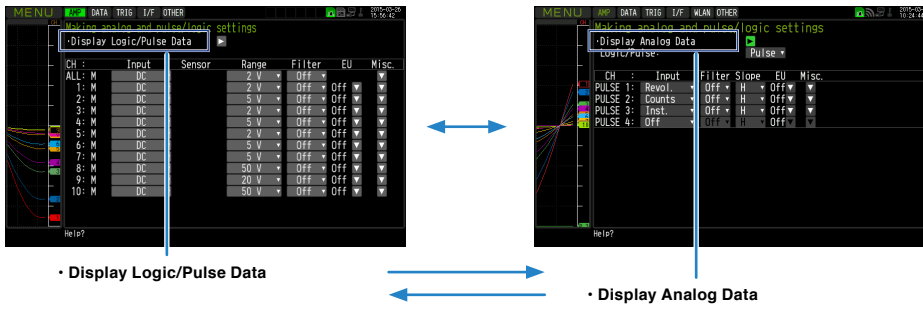 MENU AMP DATA TRIG I/F OTHER 2015-03-26 15:56:42
Making analog and pulse/logic settings
・Display Logic/Pulse Data
CH : Input Sensor Range Filter EU Misc.
ALL: M DC 2 V Off
1: M DC 2 V Off Off
2: M DC 5 V Off Off
3: M DC 2 V Off Off
4: M DC 5 V Off Off
5: M DC 2 V Off Off
6: M DC 5 V Off Off
7: M DC 5 V Off Off
8: M DC 50 V Off Off
9: M DC 20 V Off Off
10: M DC 50 V Off Off
Help?
・Display Logic/Pulse Data
MENU AMP DATA TRIG I/F WLAN OTHER 2015-03-26 10:24:44
Making analog and pulse/logic settings
・Display Analog Data
Logic/Pulse: Pulse
CH : Input Filter Slope EU Misc.
PULSE 1: Revol. Off H Off
PULSE 2: Counts Off H Off
PULSE 3: Inst. Off H Off
PULSE 4: Off Off H Off
Help?
・Display Analog Data